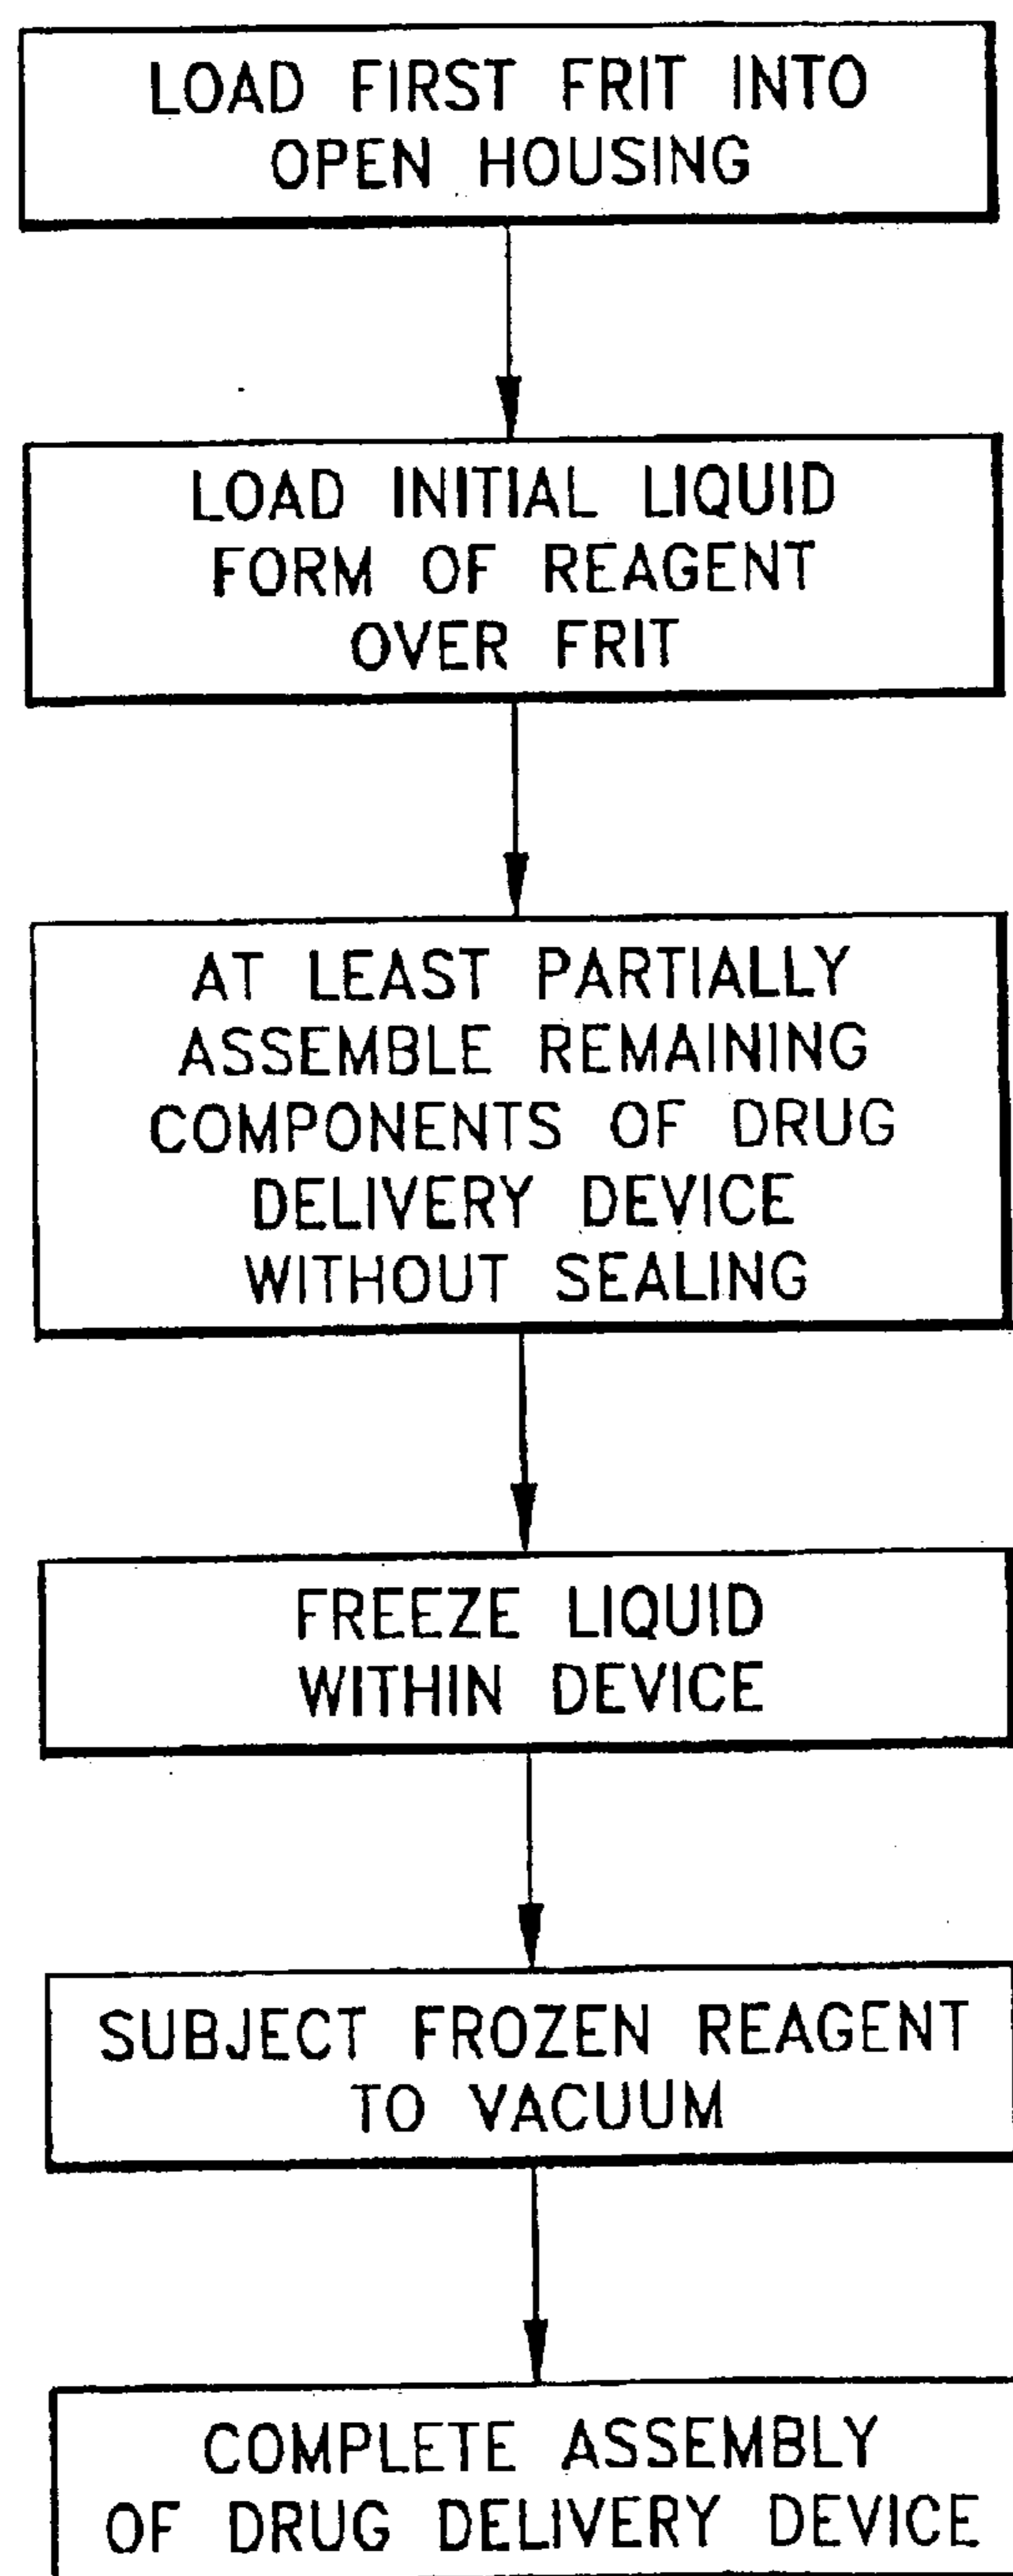 LOAD FIRST FRIT INTO
OPEN HOUSING
LOAD INITIAL LIQUID
FORM OF REAGENT
OVER FRIT
AT LEAST PARTIALLY
ASSEMBLE REMAINING
COMPONENTS OF DRUG
DELIVERY DEVICE
WITHOUT SEALING
FREEZE LIQUID
WITHIN DEVICE
SUBJECT FROZEN REAGENT
TO VACUUM
COMPLETE ASSEMBLY
OF DRUG DELIVERY DEVICE